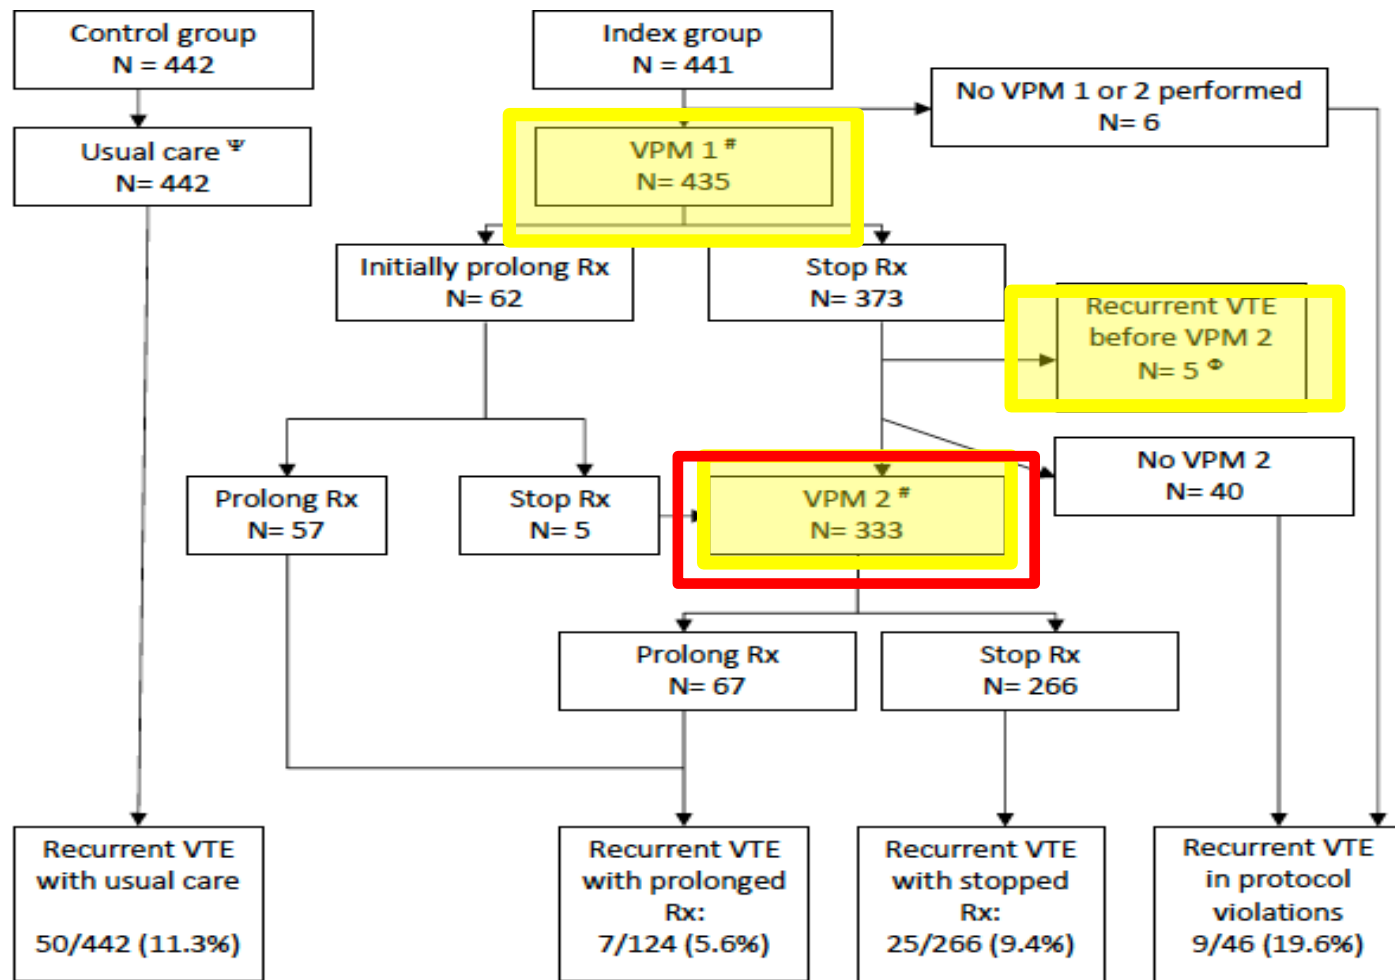 Control group
N = 442
Index group
N = 441
No VPM 1 or 2 performed
N= 6
Usual care Ψ
N= 442
VPM 1 #
N= 435
Initially prolong Rx
N= 62
Stop Rx
N= 373
Recurrent VTE
before VPM 2
N= 5 Φ
No VPM 2
N= 40
Prolong Rx
N= 57
Stop Rx
N= 5
VPM 2 #
N= 333
Prolong Rx
N= 67
Stop Rx
N= 266
Recurrent VTE
with usual care
50/442 (11.3%)
Recurrent VTE
with prolonged
Rx:
7/124 (5.6%)
Recurrent VTE
with stopped
Rx:
25/266 (9.4%)
Recurrent VTE
in protocol
violations
9/46 (19.6%)